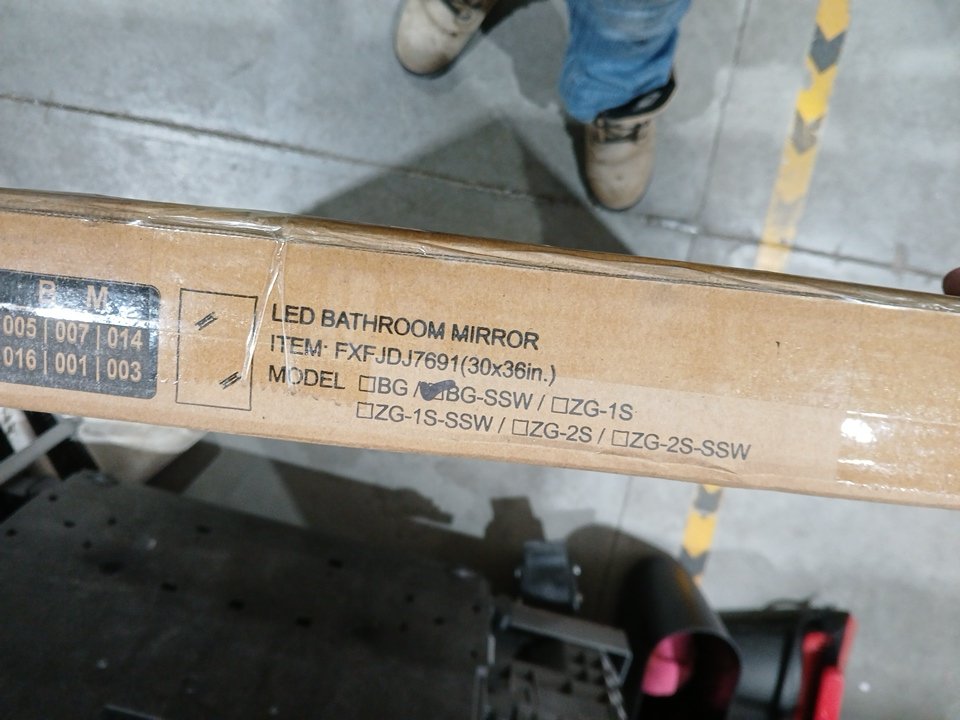 B M
005 | 007 | 014
016 | 001 | 003
LED BATHROOM MIRROR
ITEM: FXFJDJ7691(30x36in.)
MODEL ☐BG / ☑BG-SSW / ☐ZG-1S
☐ZG-1S-SSW / ☐ZG-2S / ☐ZG-2S-SSW